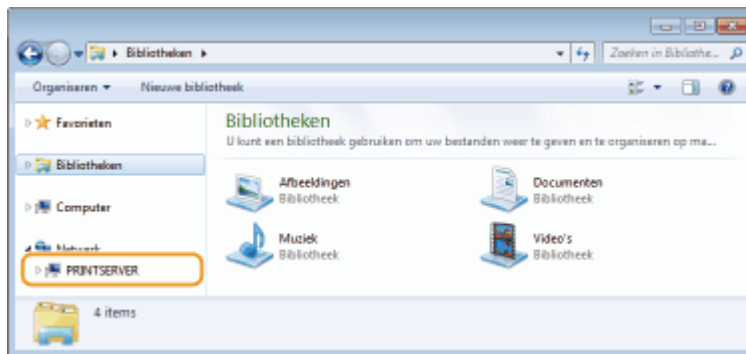 Bibliotheken
Zoeken in Bibliothe...
Organiseren
Nieuwe bibliotheek
Favorieten
Bibliotheken
Computer
Netwerk
PRINTSERVER
Bibliotheken
U kunt een bibliotheek gebruiken om uw bestanden weer te geven en te organiseren op ma...
Afbeeldingen
Bibliotheek
Documenten
Bibliotheek
Muziek
Bibliotheek
Video's
Bibliotheek
4 items